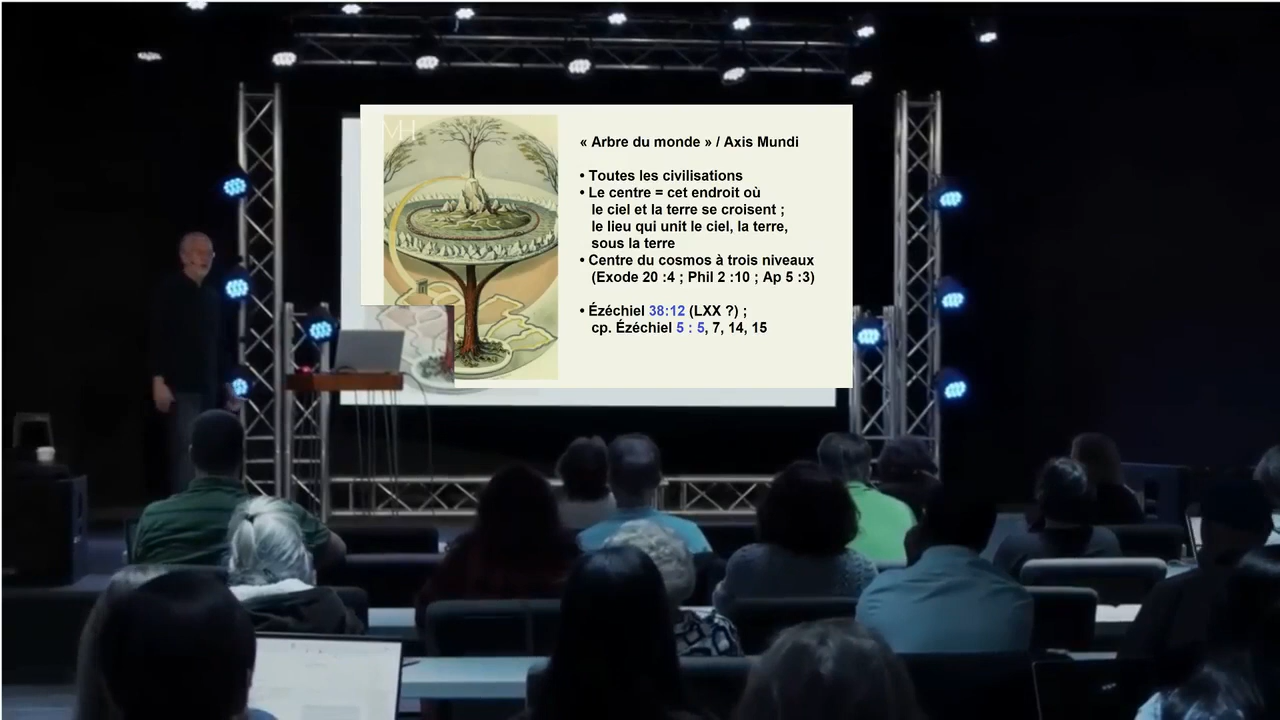 MH
« Arbre du monde » / Axis Mundi
• Toutes les civilisations
• Le centre = cet endroit où
le ciel et la terre se croisent ;
le lieu qui unit le ciel, la terre,
sous la terre
• Centre du cosmos à trois niveaux
(Exode 20 :4 ; Phil 2 :10 ; Ap 5 :3)
• Ézéchiel 38:12 (LXX ?) ;
cp. Ézéchiel 5 : 5, 7, 14, 15